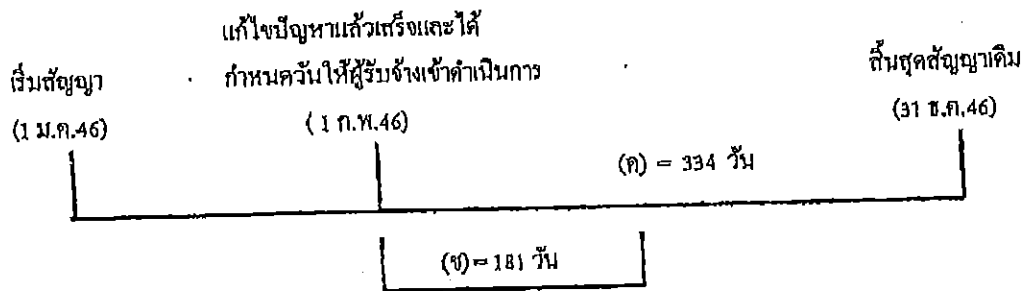 แก้ไขปัญหาแล้วเสร็จและได้
เริ่มสัญญา กำหนดวันให้ผู้รับจ้างเข้าดำเนินการ สิ้นสุดสัญญาเดิม
(1 ม.ค.46) (1 ก.พ.46) (31 ธ.ค.46)
(ค) = 334 วัน
(ข) = 181 วัน